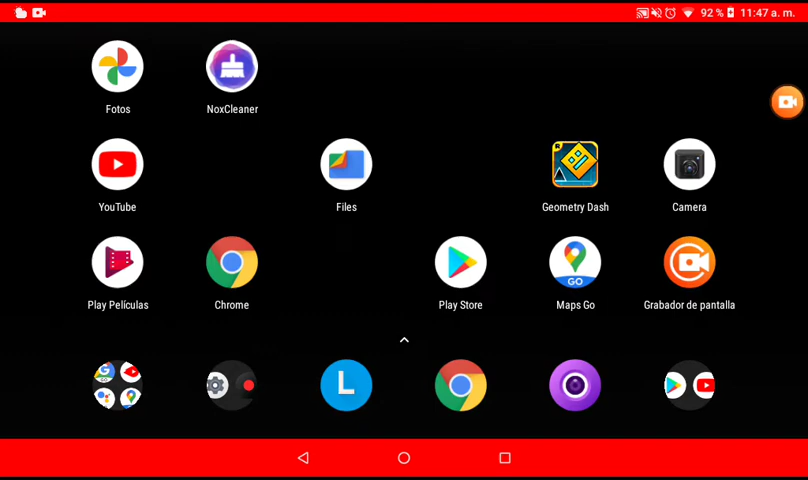 92 % 11:47 a. m.
Fotos
NoxCleaner
YouTube
Files
Geometry Dash
Camera
Play Películas
Chrome
Play Store
GO
Maps Go
Grabador de pantalla
GO
L